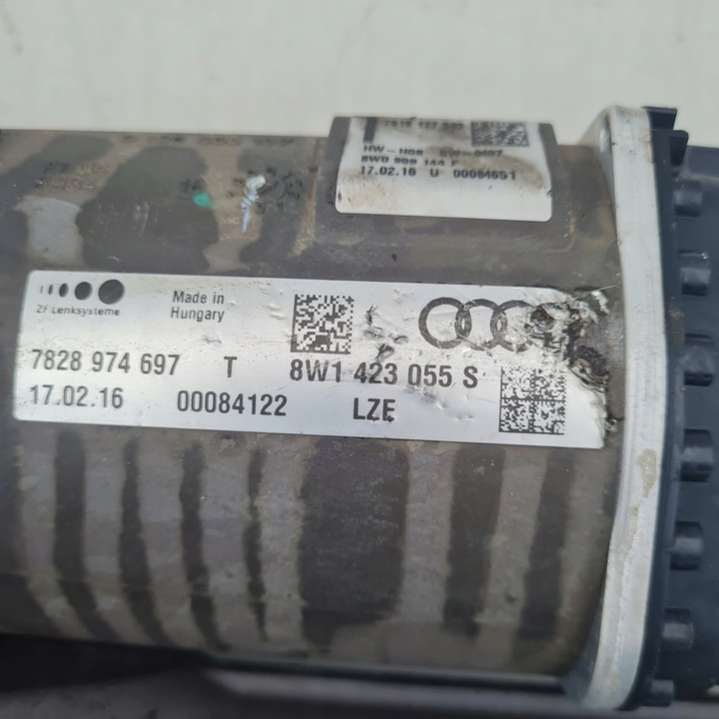 HW-H08
8W0 909 144 F
17.02.16 U 00084651
ZF Lenksysteme
Made in
Hungary
7828 974 697 T 8W1 423 055 S
17.02.16 00084122 LZE